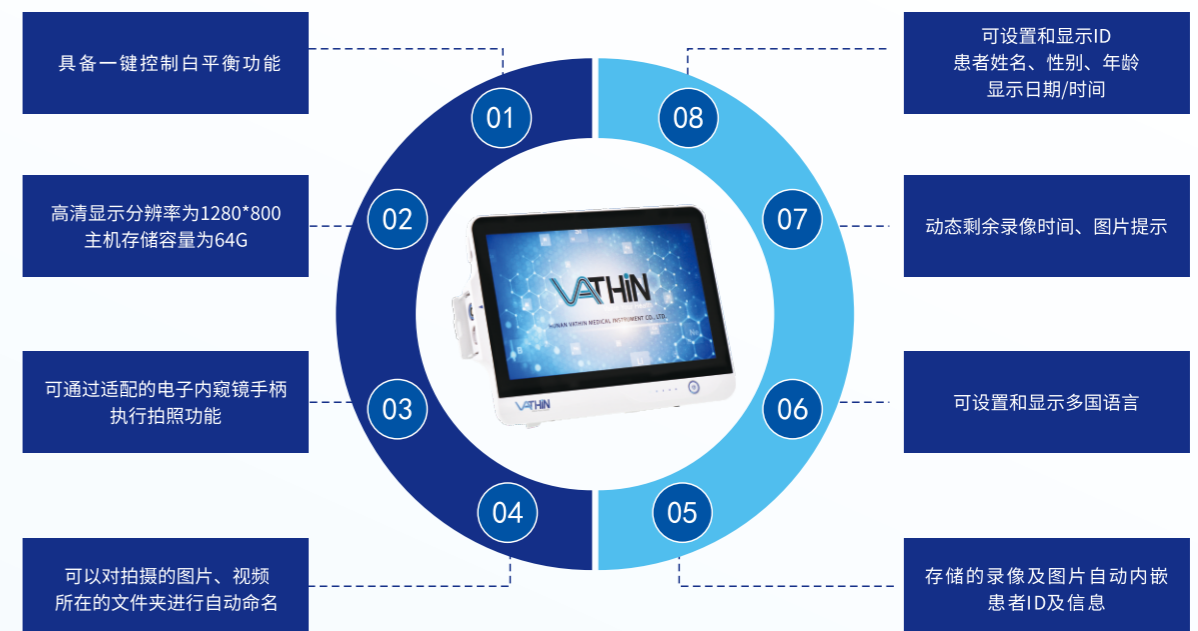 具备一键控制白平衡功能
01
高清显示分辨率为1280*800
主机存储容量为64G
02
可通过适配的电子内窥镜手柄
执行拍照功能
03
可以对拍摄的图片、视频
所在的文件夹进行自动命名
04
可设置和显示ID
患者姓名、性别、年龄
显示日期/时间
08
动态剩余录像时间、图片提示
07
可设置和显示多国语言
06
存储的录像及图片自动内嵌
患者ID及信息
05
VATHIN
HUNAN VATHIN MEDICAL INSTRUMENT CO., LTD.
VATHIN